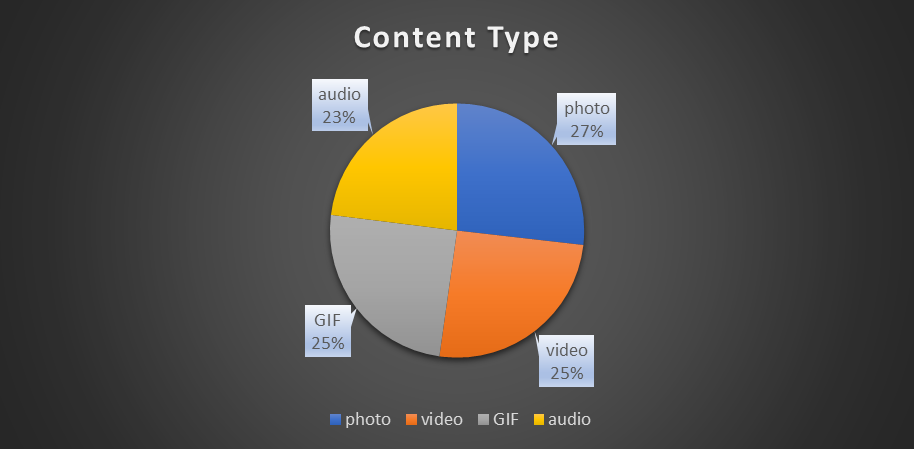 Content Type
audio
23%
photo
27%
GIF
25%
video
25%
photo video GIF audio